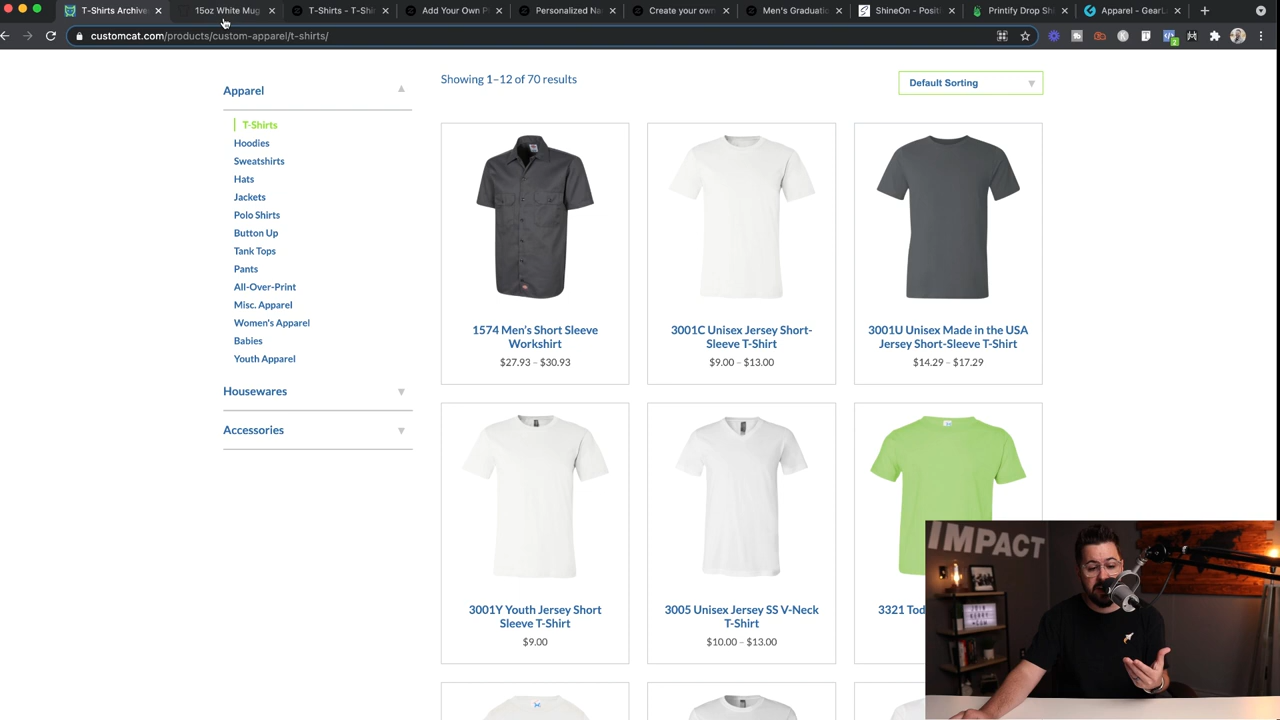 T-Shirts Archive
15oz White Mug
T-Shirts - T-Shi
Add Your Own P
Personalized Na
Create your own
Men's Graduatio
ShineOn - Positi
Printify Drop Sh
Apparel - GearL
customcat.com/products/custom-apparel/t-shirts/
Apparel
T-Shirts
Hoodies
Sweatshirts
Hats
Jackets
Polo Shirts
Button Up
Tank Tops
Pants
All-Over-Print
Misc. Apparel
Women's Apparel
Babies
Youth Apparel
Housewares
Accessories
Showing 1–12 of 70 results
Default Sorting
1574 Men's Short Sleeve
Workshirt
$27.93 – $30.93
3001C Unisex Jersey Short-
Sleeve T-Shirt
$9.00 – $13.00
3001U Unisex Made in the USA
Jersey Short-Sleeve T-Shirt
$14.29 – $17.29
3001Y Youth Jersey Short
Sleeve T-Shirt
$9.00
3005 Unisex Jersey SS V-Neck
T-Shirt
$10.00 – $13.00
3321 Tod
IMPACT